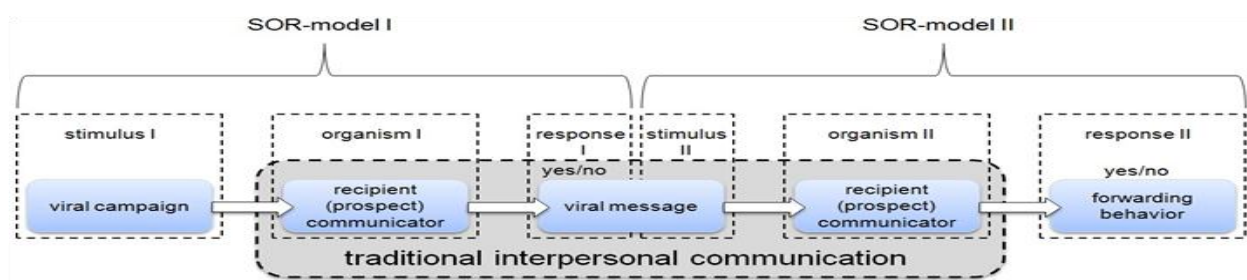 SOR-model I
SOR-model II
stimulus I
organism I
response
I
stimulus
II
organism II
response II
yes/no
yes/no
viral campaign
recipient
(prospect)
communicator
viral message
recipient
(prospect)
communicator
forwarding
behavior
traditional interpersonal communication